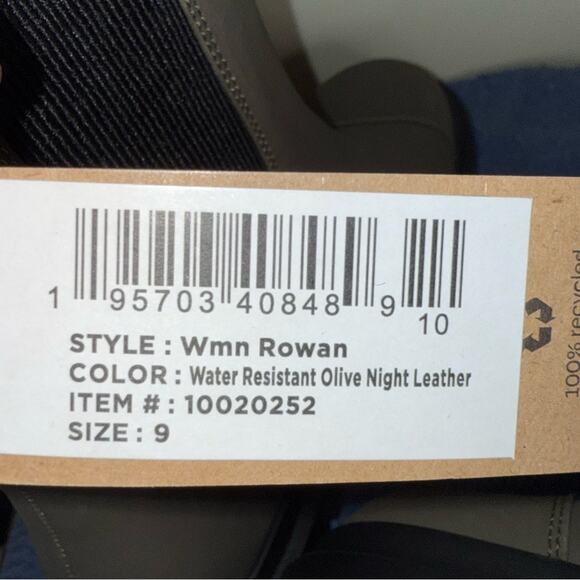 1 95703 40848 9 10
STYLE : Wmn Rowan
COLOR : Water Resistant Olive Night Leather
ITEM # : 10020252
SIZE : 9
100% recycled